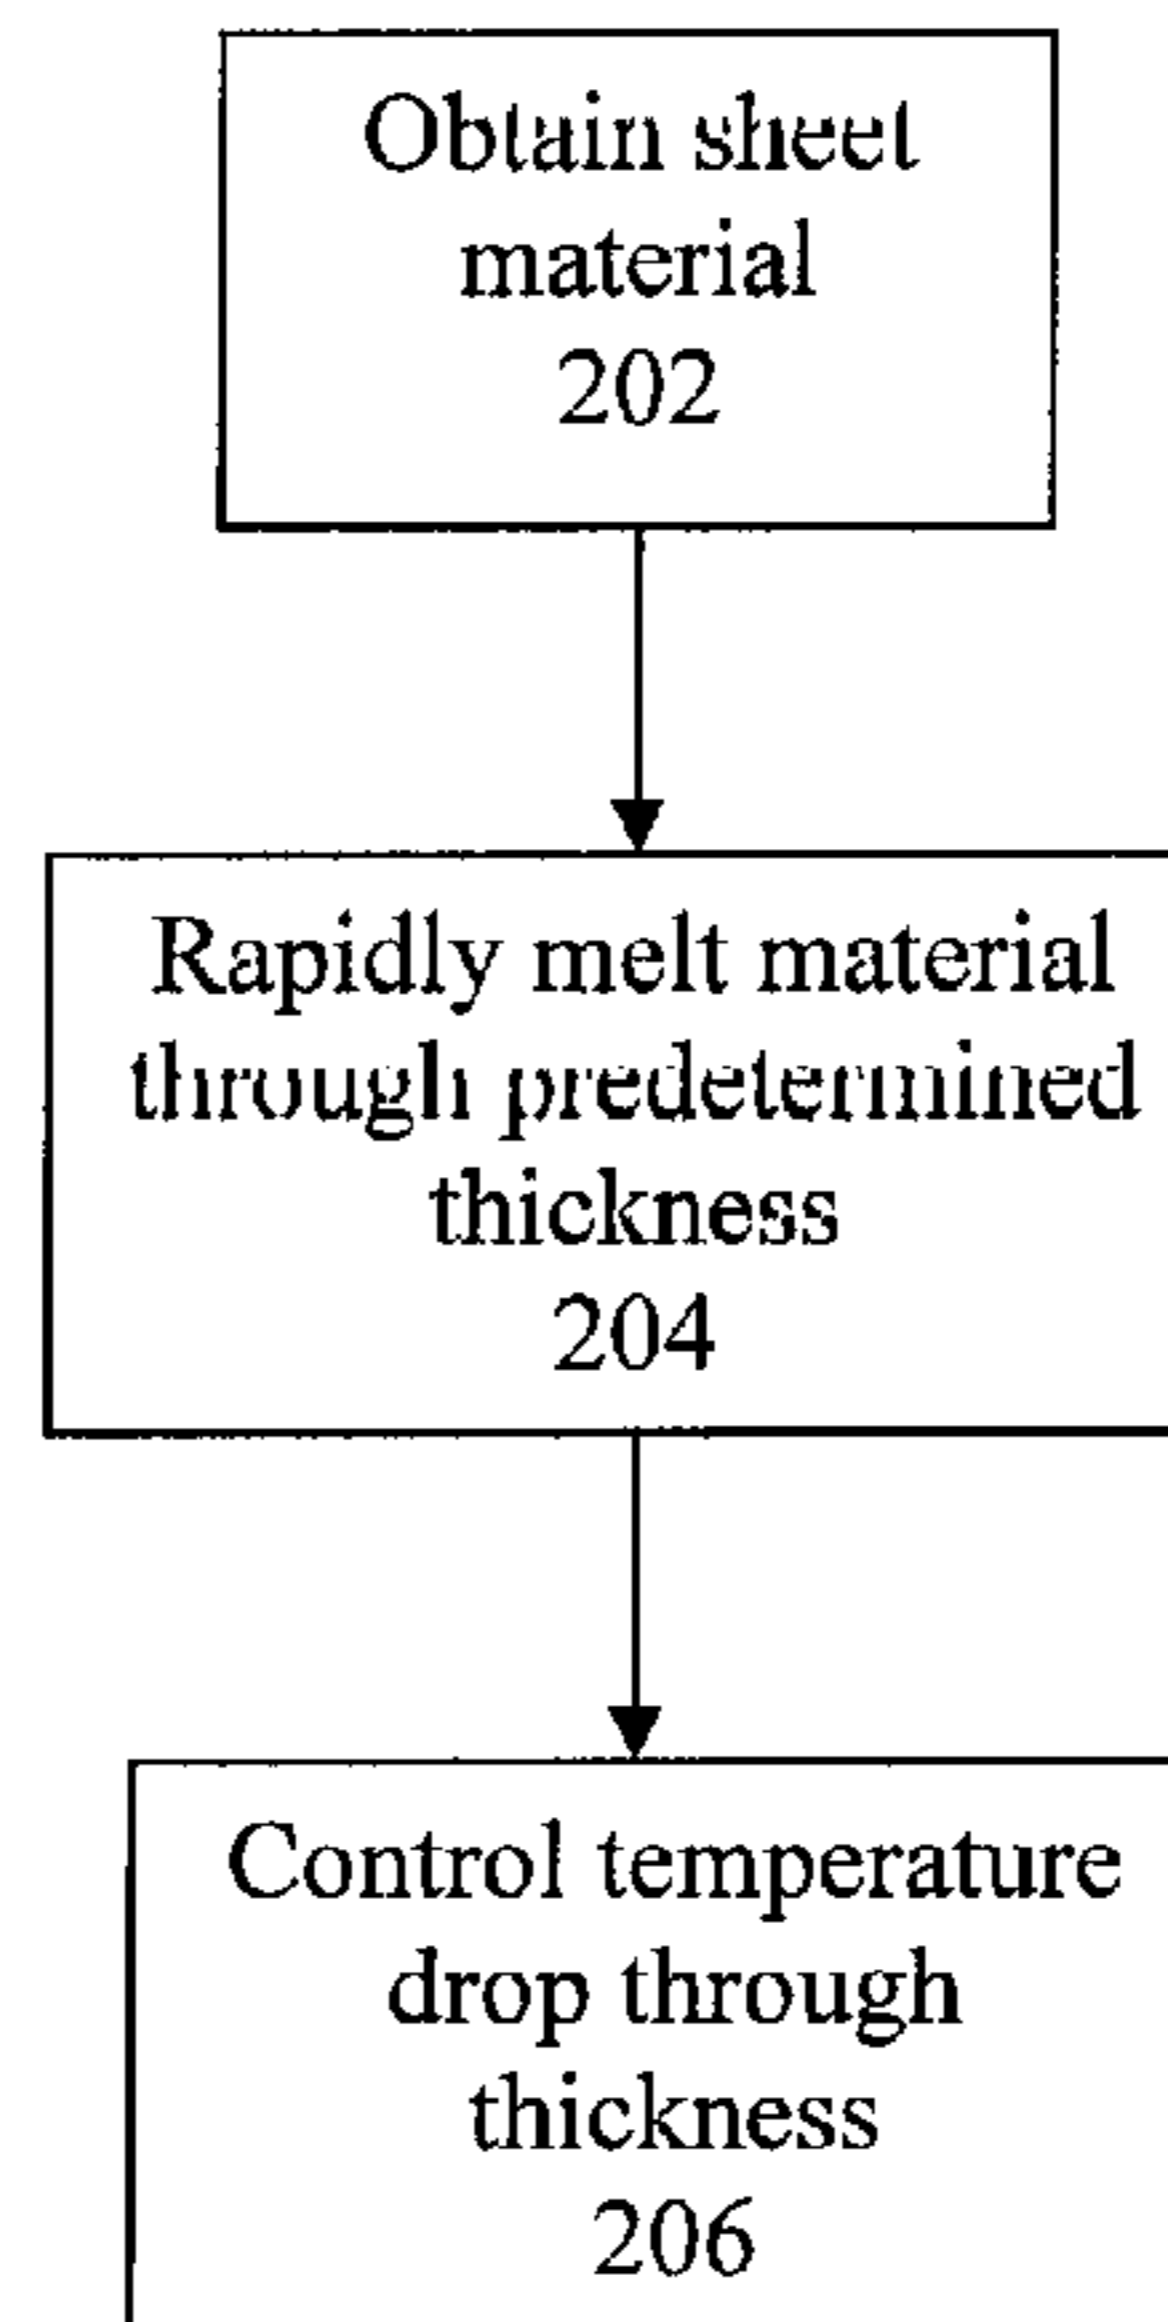 Obtain sheet
material
202
Rapidly melt material
through predetermined
thickness
204
Control temperature
drop through
thickness
206